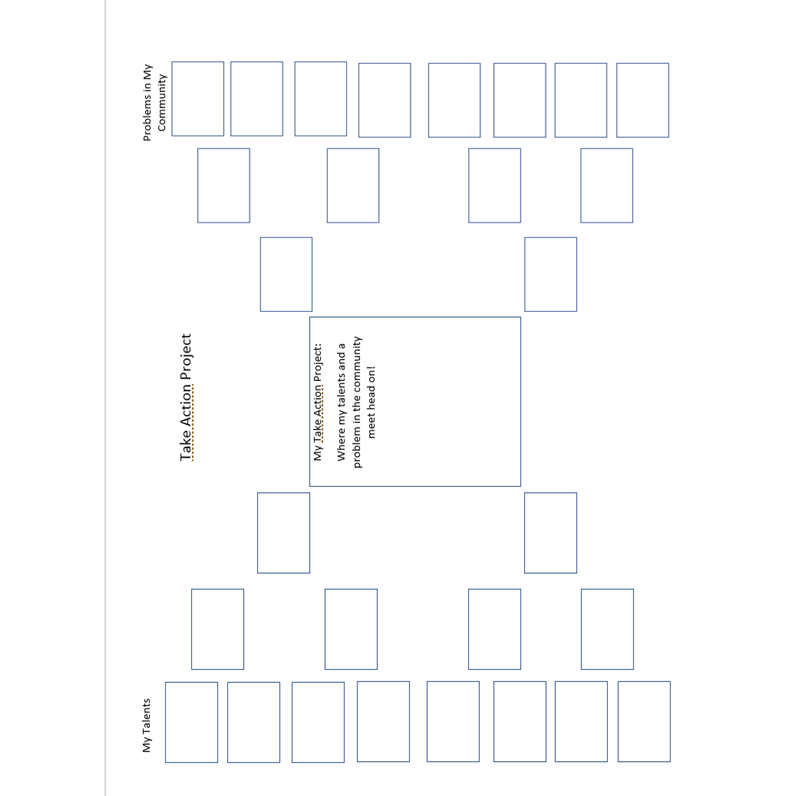 Take Action Project
My Talents
Problems in My
Community
My Take Action Project:
Where my talents and a
problem in the community
meet head on!